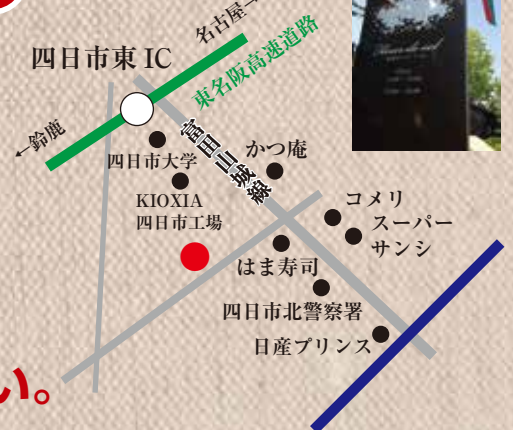 名古屋→
四日市東 IC
東名阪高速道路
←鈴鹿
富田山城線
四日市大学
かつ庵
KIOXIA
四日市工場
コメリ
スーパー
サンシ
はま寿司
四日市北警察署
日産プリンス
い。